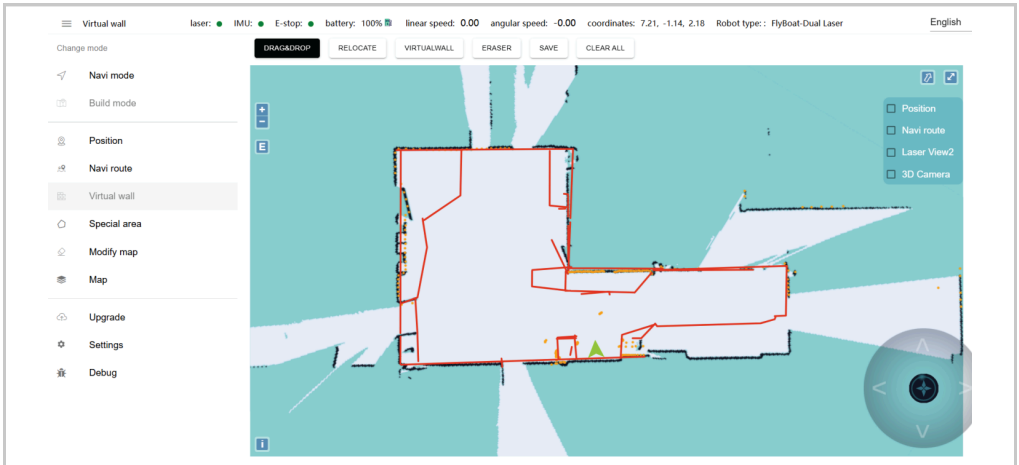 Virtual wall laser: IMU: E-stop: battery: 100% linear speed: 0.00 angular speed: -0.00 coordinates: 7.21, -1.14, 2.18 Robot type: : FlyBoat-Dual Laser English
Change mode
DRAG&DROP RELOCATE VIRTUALWALL ERASER SAVE CLEAR ALL
Navi mode
Build mode
Position
Navi route
Virtual wall
Special area
Modify map
Map
Upgrade
Settings
Debug
+
−
E
Position
Navi route
Laser View2
3D Camera
i